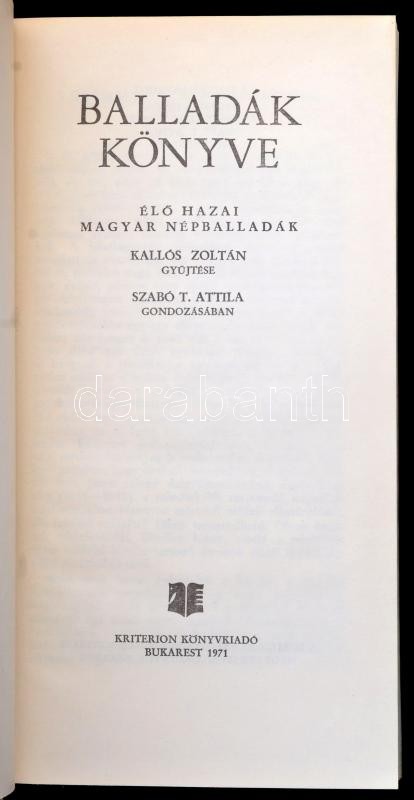 BALLADÁK
KÖNYVE
ÉLŐ HAZAI
MAGYAR NÉPBALLADÁK
KALLÓS ZOLTÁN
GYŰJTÉSE
SZABÓ T. ATTILA
GONDOZÁSÁBAN
darabanth
KRITERION KÖNYVKIADÓ
BUKAREST 1971